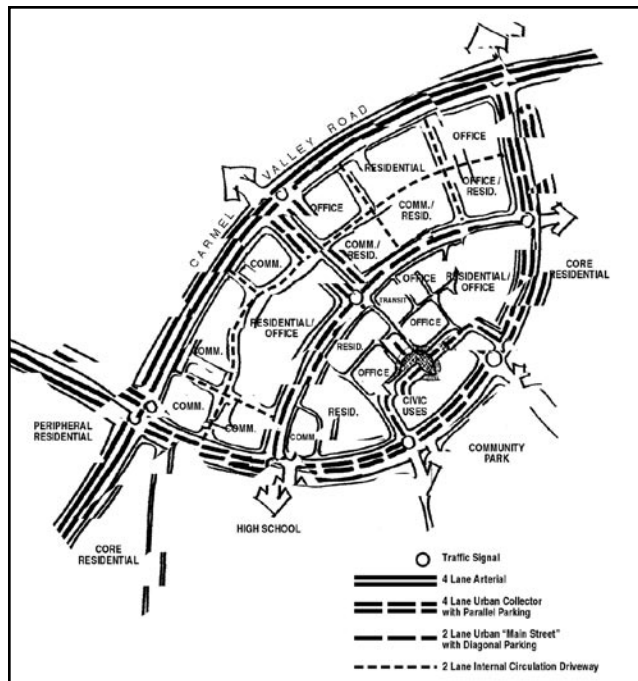 CARMEL VALLEY ROAD
OFFICE
RESIDENTIAL
OFFICE /
RESID.
OFFICE
COMM./
RESID.
COMM./
RESID.
COMM.
OFFICE
RESIDENTIAL/
OFFICE
TRANSIT
CORE
RESIDENTIAL
RESIDENTIAL/
OFFICE
OFFICE
RESID.
COMM.
OFFICE
CIVIC
USES
COMM.
RESID.
COMM.
COMM.
PERIPHERAL
RESIDENTIAL
COMMUNITY
PARK
HIGH SCHOOL
CORE
RESIDENTIAL
Traffic Signal
4 Lane Arterial
4 Lane Urban Collector
with Parallel Parking
2 Lane Urban "Main Street"
with Diagonal Parking
2 Lane Internal Circulation Driveway